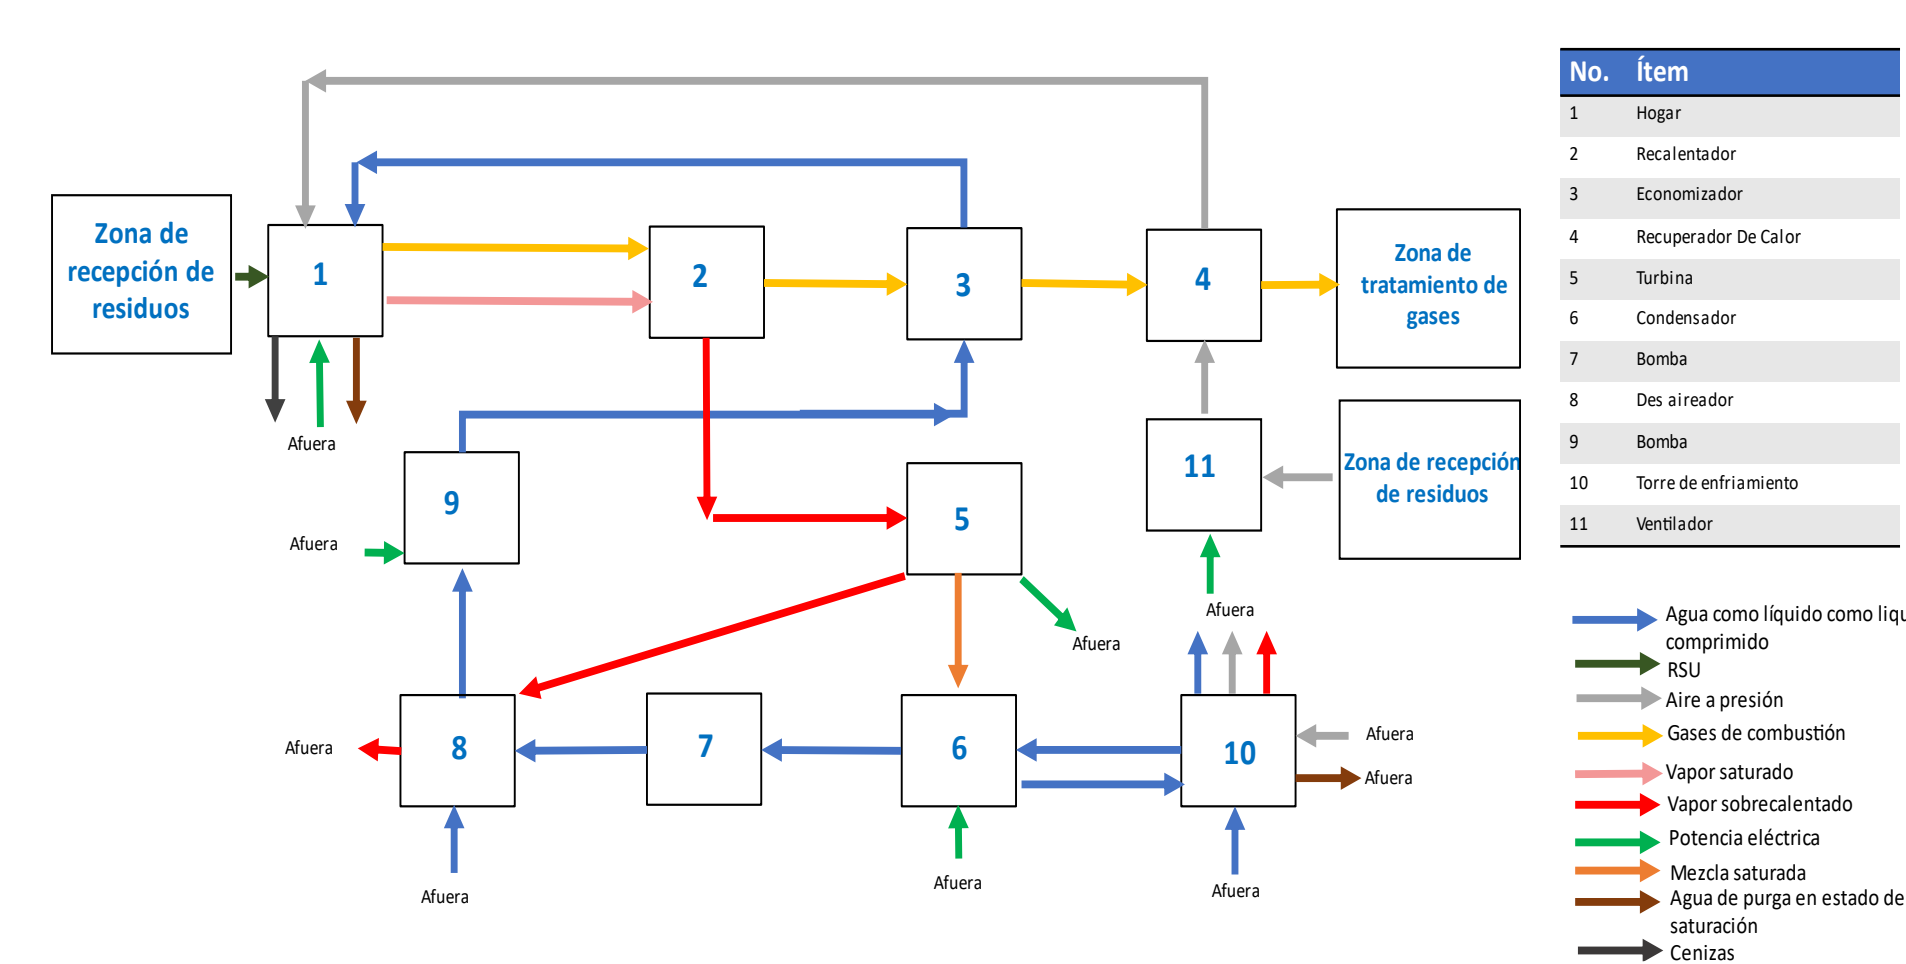 Zona de
recepción de
residuos
1
2
3
4
Zona de
tratamiento de
gases
Afuera
9
Afuera
5
11
Zona de recepción
de residuos
Afuera
Afuera
8
7
6
10
Afuera
Afuera
Afuera
Afuera
Afuera
Afuera
No. Ítem
1 Hogar
2 Recalentador
3 Economizador
4 Recuperador De Calor
5 Turbina
6 Condensador
7 Bomba
8 Des aireador
9 Bomba
10 Torre de enfriamiento
11 Ventilador
Agua como líquido como liqu
comprimido
RSU
Aire a presión
Gases de combustión
Vapor saturado
Vapor sobrecalentado
Potencia eléctrica
Mezcla saturada
Agua de purga en estado de
saturación
Cenizas